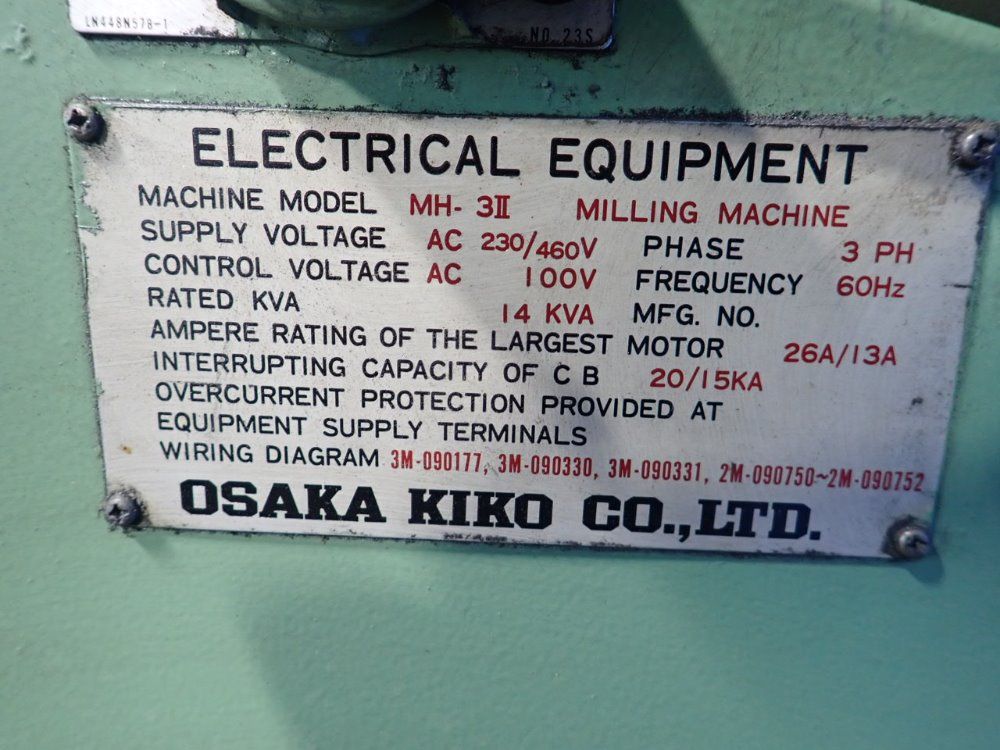 LN448N578-1
NO. 23S
ELECTRICAL EQUIPMENT
MACHINE MODEL MH- 3Ⅱ MILLING MACHINE
SUPPLY VOLTAGE AC 230/460V PHASE 3 PH
CONTROL VOLTAGE AC 100V FREQUENCY 60Hz
RATED KVA 14 KVA MFG. NO.
AMPERE RATING OF THE LARGEST MOTOR 26A/13A
INTERRUPTING CAPACITY OF C B 20/15KA
OVERCURRENT PROTECTION PROVIDED AT
EQUIPMENT SUPPLY TERMINALS
WIRING DIAGRAM 3M-090177, 3M-090330, 3M-090331, 2M-090750~2M-090752
OSAKA KIKO CO.,LTD.